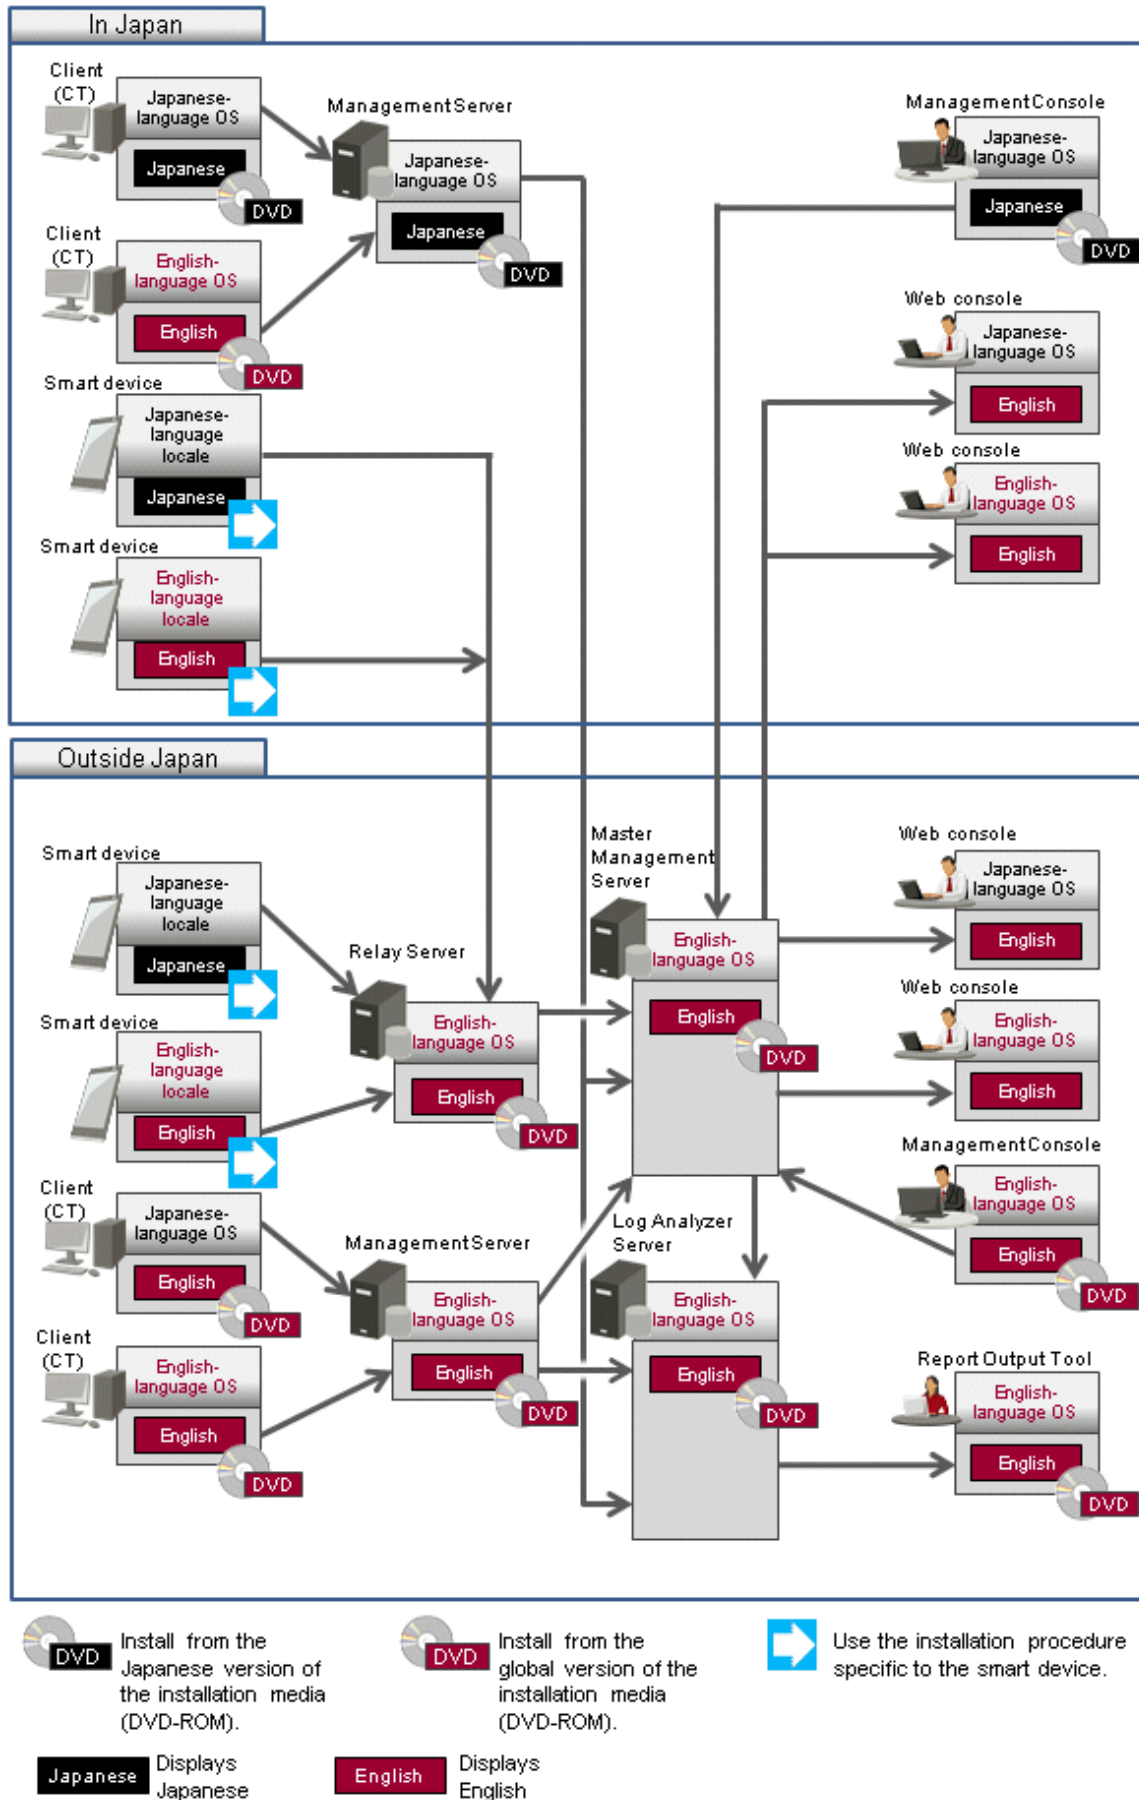 In Japan
Client
(CT)
Japanese-
language OS
Japanese
DVD
Management Server
Japanese-
language OS
Japanese
DVD
Management Console
Japanese-
language OS
Japanese
DVD
Client
(CT)
English-
language OS
English
DVD
Web console
Japanese-
language OS
English
Smart device
Japanese-
language
locale
Japanese
Web console
English-
language OS
English
Smart device
English-
language
locale
English
Outside Japan
Smart device
Japanese-
language
locale
Japanese
Relay Server
English-
language OS
English
DVD
Master
Management
Server
English-
language OS
English
DVD
Web console
Japanese-
language OS
English
Smart device
English-
language
locale
English
Web console
English-
language OS
English
Client
(CT)
Japanese-
language OS
English
DVD
Management Server
English-
language OS
English
DVD
Log Analyzer
Server
English-
language OS
English
DVD
Management Console
English-
language OS
English
DVD
Client
(CT)
English-
language OS
English
DVD
Report Output Tool
English-
language OS
English
DVD
DVD
Install from the
Japanese version of
the installation media
(DVD-ROM).
DVD
Install from the
global version of the
installation media
(DVD-ROM).
Use the installation procedure
specific to the smart device.
Japanese
Displays
Japanese
English
Displays
English